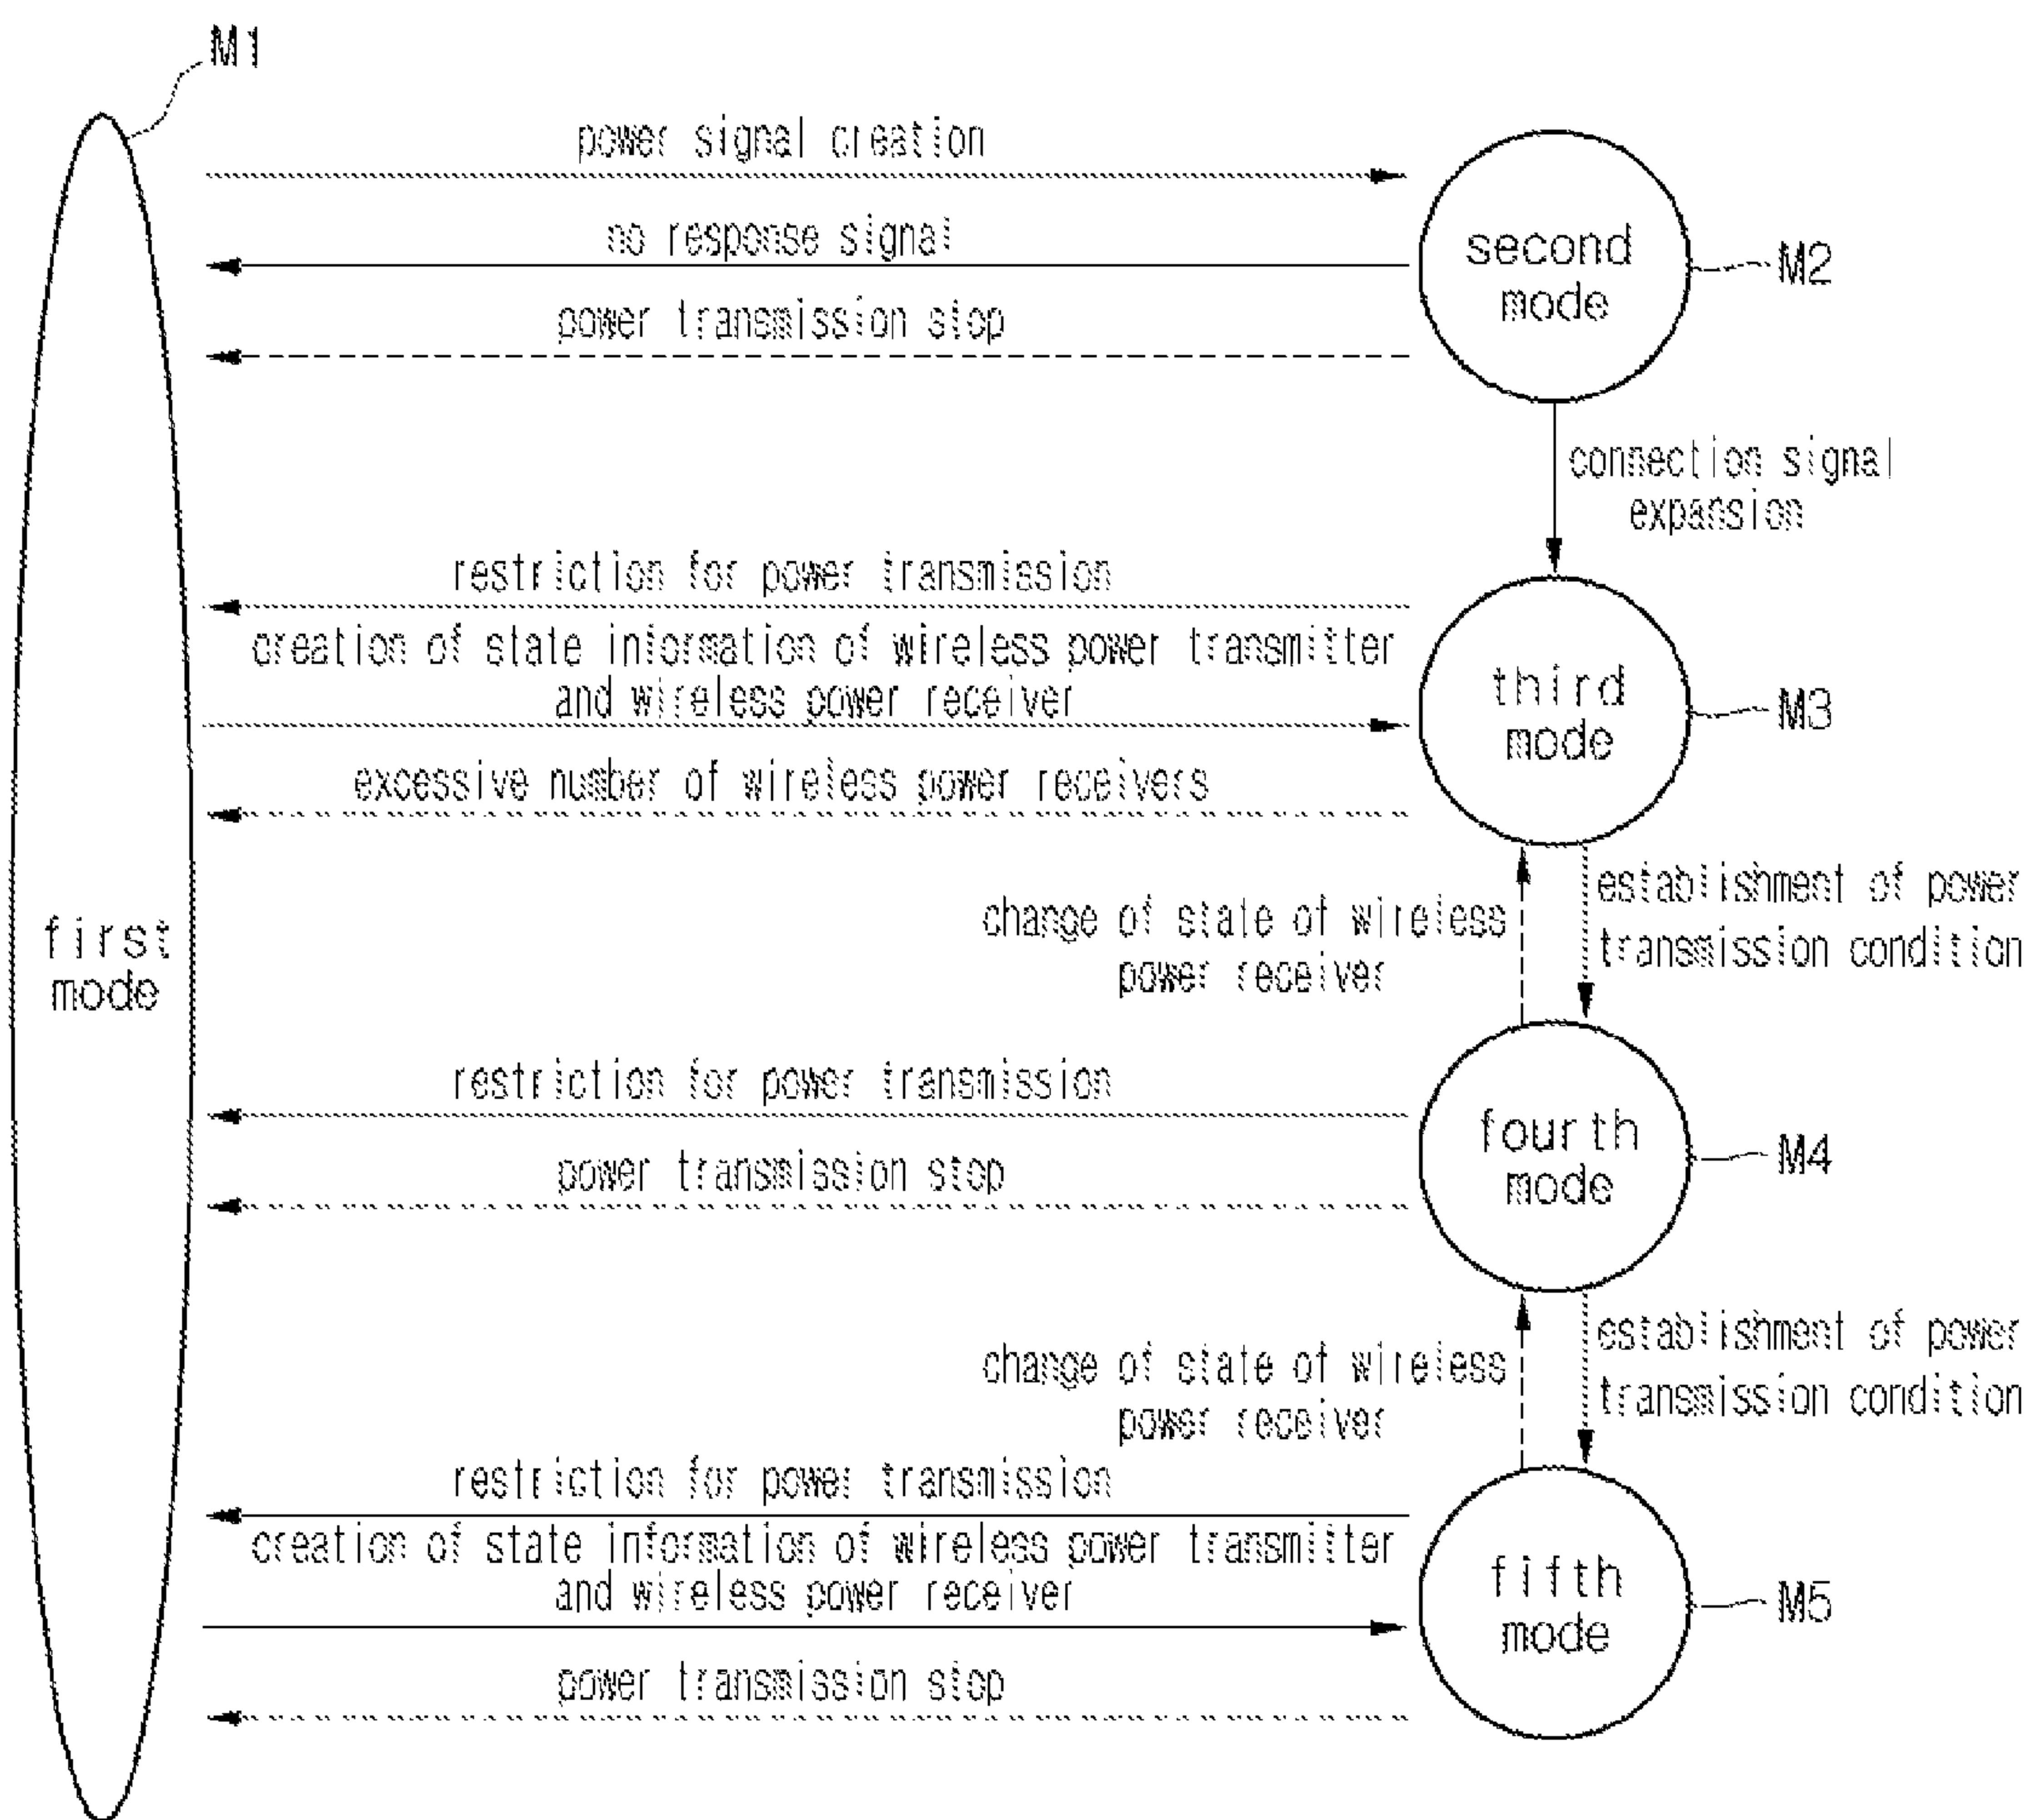 M1
power signal creation
no response signal
power transmission stop
second
mode
M2
connection signal
expansion
restriction for power transmission
creation of state information of wireless power transmitter
and wireless power receiver
excessive number of wireless power receivers
third
mode
M3
first
mode
change of state of wireless
power receiver
establishment of power
transmission condition
restriction for power transmission
power transmission stop
fourth
mode
M4
change of state of wireless
power receiver
establishment of power
transmission condition
restriction for power transmission
creation of state information of wireless power transmitter
and wireless power receiver
power transmission stop
fifth
mode
M5